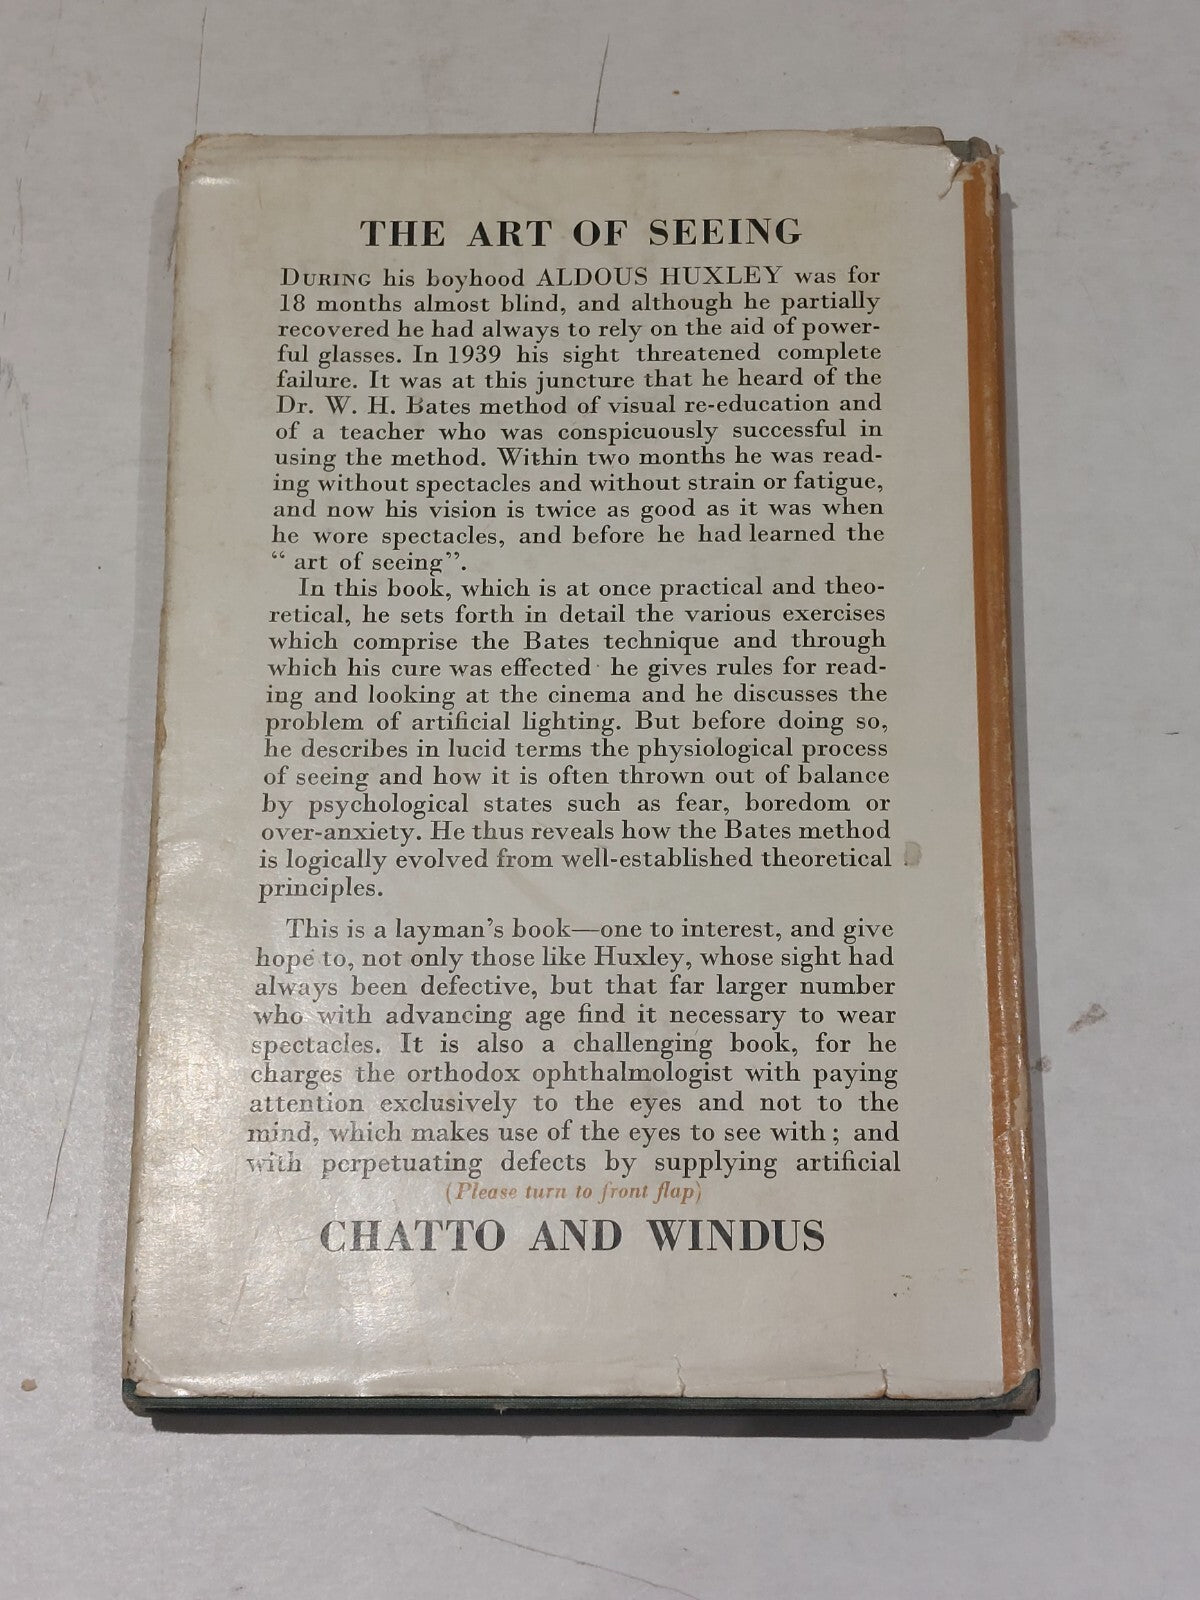 THE ART OF SEEING
DURING his boyhood ALDOUS HUXLEY was for
18 months almost blind, and although he partially
recovered he had always to rely on the aid of power-
ful glasses. In 1939 his sight threatened complete
failure. It was at this juncture that he heard of the
Dr. W. H. Bates method of visual re-education and
of a teacher who was conspicuously successful in
using the method. Within two months he was read-
ing without spectacles and without strain or fatigue,
and now his vision is twice as good as it was when
he wore spectacles, and before he had learned the
“ art of seeing”.
In this book, which is at once practical and theo-
retical, he sets forth in detail the various exercises
which comprise the Bates technique and through
which his cure was effected he gives rules for read-
ing and looking at the cinema and he discusses the
problem of artificial lighting. But before doing so,
he describes in lucid terms the physiological process
of seeing and how it is often thrown out of balance
by psychological states such as fear, boredom or
over-anxiety. He thus reveals how the Bates method
is logically evolved from well-established theoretical
principles.
This is a layman’s book—one to interest, and give
hope to, not only those like Huxley, whose sight had
always been defective, but that far larger number
who with advancing age find it necessary to wear
spectacles. It is also a challenging book, for he
charges the orthodox ophthalmologist with paying
attention exclusively to the eyes and not to the
mind, which makes use of the eyes to see with ; and
with perpetuating defects by supplying artificial
(Please turn to front flap)
CHATTO AND WINDUS